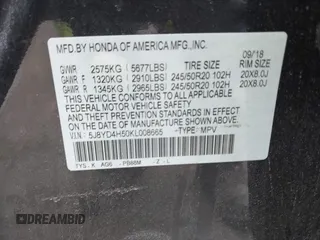 MFD.BY HONDA OF AMERICA MFG.,INC. 09/18
GVWR 2575KG (5677LBS) TIRE SIZE RIM SIZE
GAWR F 1320KG (2910LBS) 245/50R20 102H 20X8.0J
GAWR R 1345KG (2965LBS) 245/50R20 102H 20X8.0J
THIS VEHICLE CONFORMS TO ALL APPLICABLE
FEDERAL MOTOR VEHICLE SAFETY AND THEFT
PREVENTION STANDARDS IN EFFECT ON THE DATE
OF MANUFACTURE SHOWN ABOVE.
V.I.N.: 5J8YD4H50KL008665 -TYPE: MPV
TYS K AG6 -PB88M /Z -L
DREAMBID